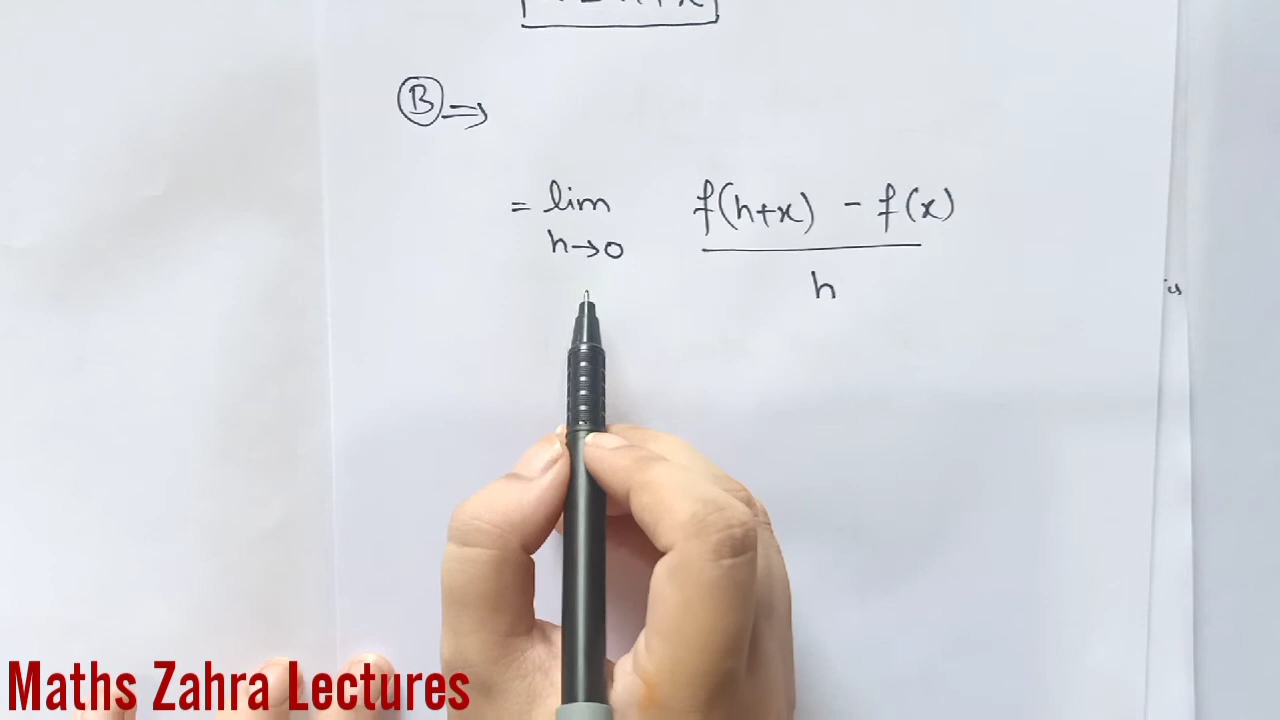 B ⇒
= lim f(h+x) - f(x)
h→0 h
Maths Zahra Lectures